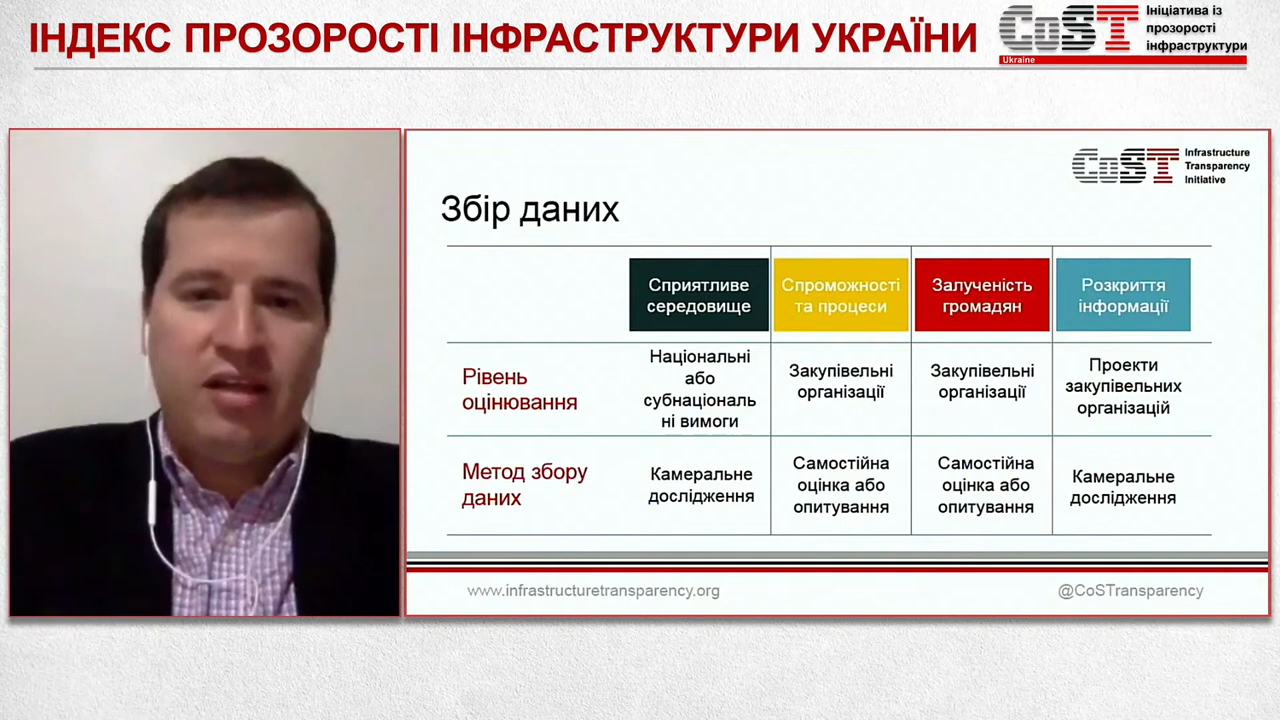 ІНДЕКС ПРОЗОРОСТІ ІНФРАСТРУКТУРИ УКРАЇНИ
CoST
Ukraine
Ініціатива із
прозорості
інфраструктури
CoST
Infrastructure
Transparency
Initiative
Збір даних
Сприятливе
середовище
Спроможності
та процеси
Залученість
громадян
Розкриття
інформації
Рівень
оцінювання
Національні
або
субнаціональ
ні вимоги
Закупівельні
організації
Закупівельні
організації
Проекти
закупівельних
організацій
Метод збору
даних
Камеральне
дослідження
Самостійна
оцінка або
опитування
Самостійна
оцінка або
опитування
Камеральне
дослідження
www.infrastructuretransparency.org
@CoSTransparency